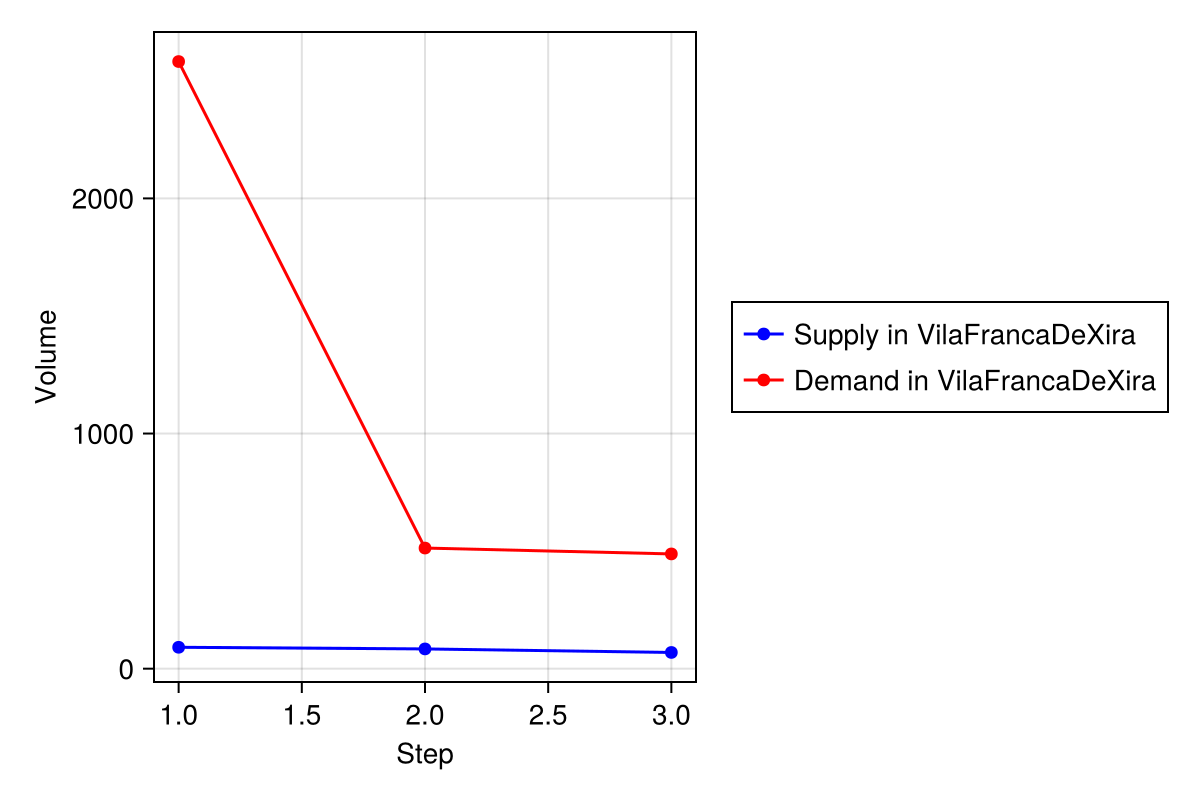 Volume
2000
1000
0
1.0 1.5 2.0 2.5 3.0
Step
Supply in VilaFrancaDeXira
Demand in VilaFrancaDeXira